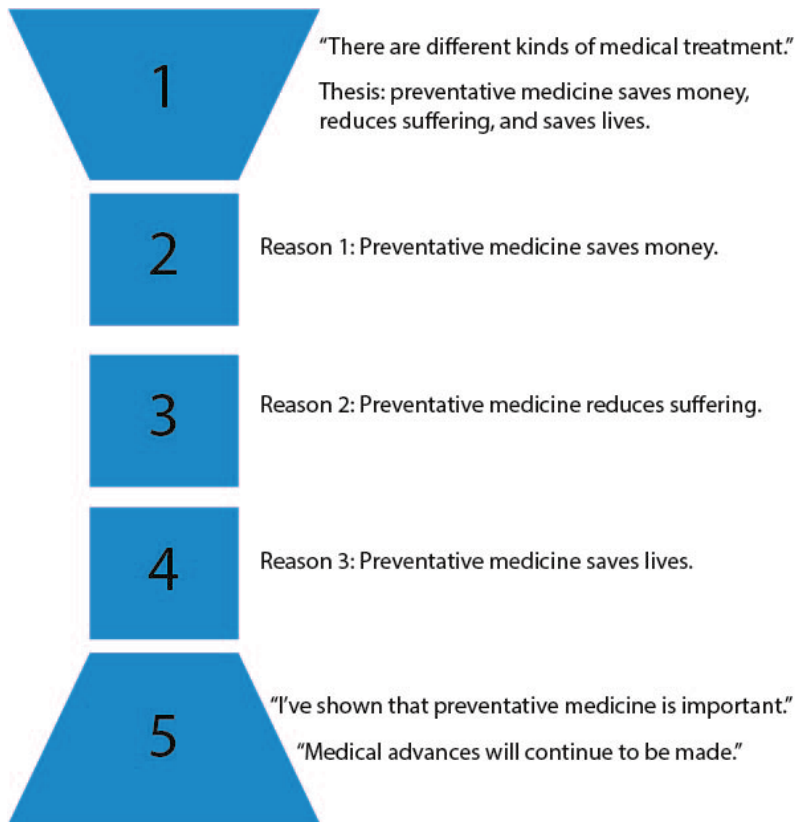 1
“There are different kinds of medical treatment.”
Thesis: preventative medicine saves money,
reduces suffering, and saves lives.
2
Reason 1: Preventative medicine saves money.
3
Reason 2: Preventative medicine reduces suffering.
4
Reason 3: Preventative medicine saves lives.
5
“I’ve shown that preventative medicine is important.”
“Medical advances will continue to be made.”